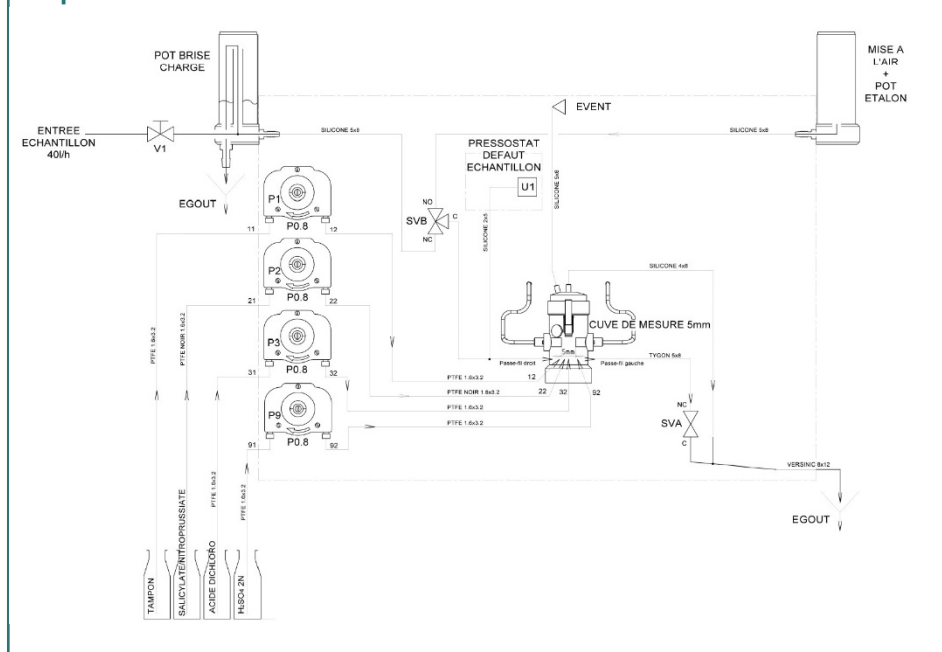 POT BRISE
CHARGE
MISE A
L'AIR
+
POT
ETALON
EVENT
ENTREE
ECHANTILLON
40l/h
V1
SILICONE 5x8
SILICONE 5x8
PRESSOSTAT
DEFAUT
ECHANTILLON
U1
EGOUT
P1
P0.8
11
12
NO
SVB
C
NC
SILICONE 2x5
SILICONE 5x8
P2
P0.8
21
22
SILICONE 4x8
CUVE DE MESURE 5mm
5mm
Passe-fil droit
Passe-fil gauche
TYGON 5x8
P3
P0.8
31
32
PTFE 1.6x3.2
12
PTFE NOIR 1.6x3.2
22
32
92
PTFE 1.6x3.2
PTFE 1.6x3.2
P9
P0.8
91
92
NC
SVA
C
VERSINIC 8x12
EGOUT
PTFE 1.6x3.2
PTFE NOIR 1.6x3.2
PTFE 1.6x3.2
PTFE 1.6x3.2
TAMPON
SALICYLATE/NITROPRUSSIATE
ACIDE DICHLORO
H₂SO4 2N